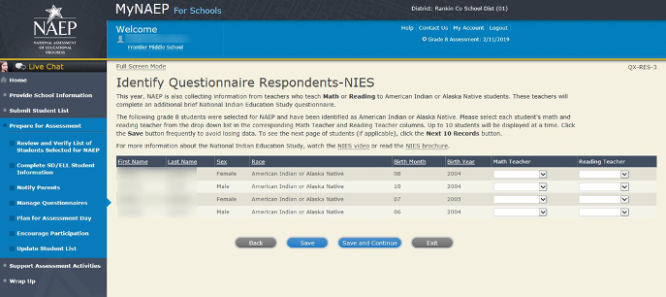 MyNAEP For Schools
District: Rankin Co School Dist (01)
NAEP
NATIONAL ASSESSMENT
OF EDUCATIONAL
PROGRESS
Welcome
Frontier Middle School
Help Contact Us My Account Logout
Grade 8 Assessment: 2/11/2019
Live Chat
Home
Provide School Information
Submit Student List
Prepare for Assessment
Review and Verify List of
Students Selected for NAEP
Complete SD/ELL Student
Information
Notify Parents
Manage Questionnaires
Plan for Assessment Day
Encourage Participation
Update Student List
Support Assessment Activities
Wrap Up
Full Screen Mode
QX-RES-3
Identify Questionnaire Respondents-NIES
This year, NAEP is also collecting information from teachers who teach Math or Reading to American Indian or Alaska Native students. These teachers will
complete an additional brief National Indian Education Study questionnaire.
The following grade 8 students were selected for NAEP and have been identified as American Indian or Alaska Native. Please select each student's math and
reading teacher from the drop down list in the corresponding Math Teacher and Reading Teacher columns. Up to 10 students will be displayed at a time. Click
the Save button frequently to avoid losing data. To see the next page of students (if applicable), click the Next 10 Records button.
For more information about the National Indian Education Study, watch the NIES video or read the NIES brochure.
First Name Last Name Sex Race Birth Month Birth Year Math Teacher Reading Teacher
Female American Indian or Alaska Native 08 2004
Male American Indian or Alaska Native 10 2004
Female American Indian or Alaska Native 07 2005
Male American Indian or Alaska Native 06 2004
Back Save Save and Continue Exit